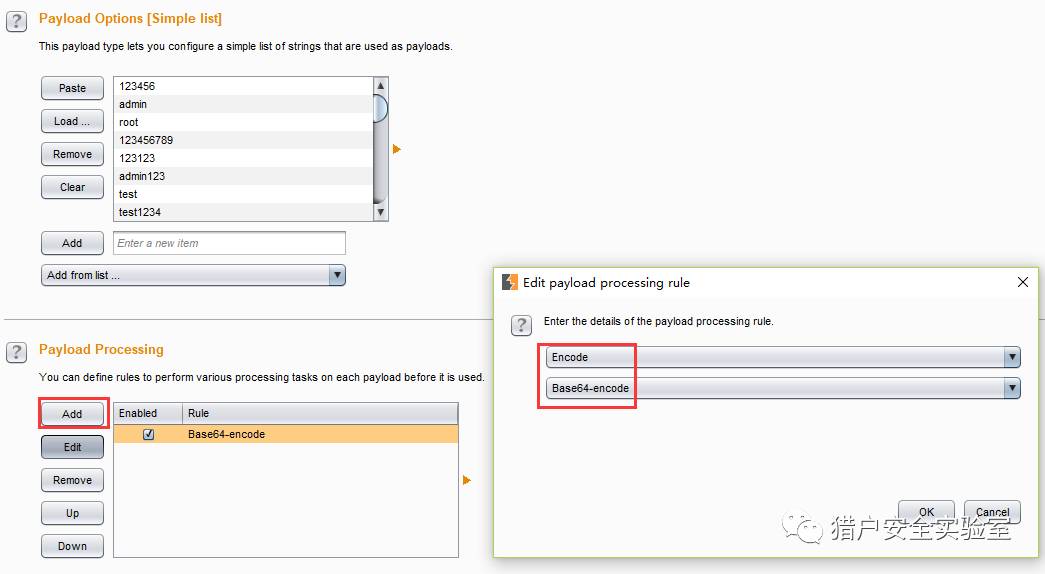 ?
Payload Options [Simple list]
This payload type lets you configure a simple list of strings that are used as payloads.
Paste
Load ...
Remove
Clear
123456
admin
root
123456789
123123
admin123
test
test1234
Add
Enter a new item
Add from list ...
?
Payload Processing
You can define rules to perform various processing tasks on each payload before it is used.
Add
Edit
Remove
Up
Down
Enabled
Rule
Base64-encode
Edit payload processing rule
?
Enter the details of the payload processing rule.
Encode
Base64-encode
OK
Cancel
猎户安全实验室